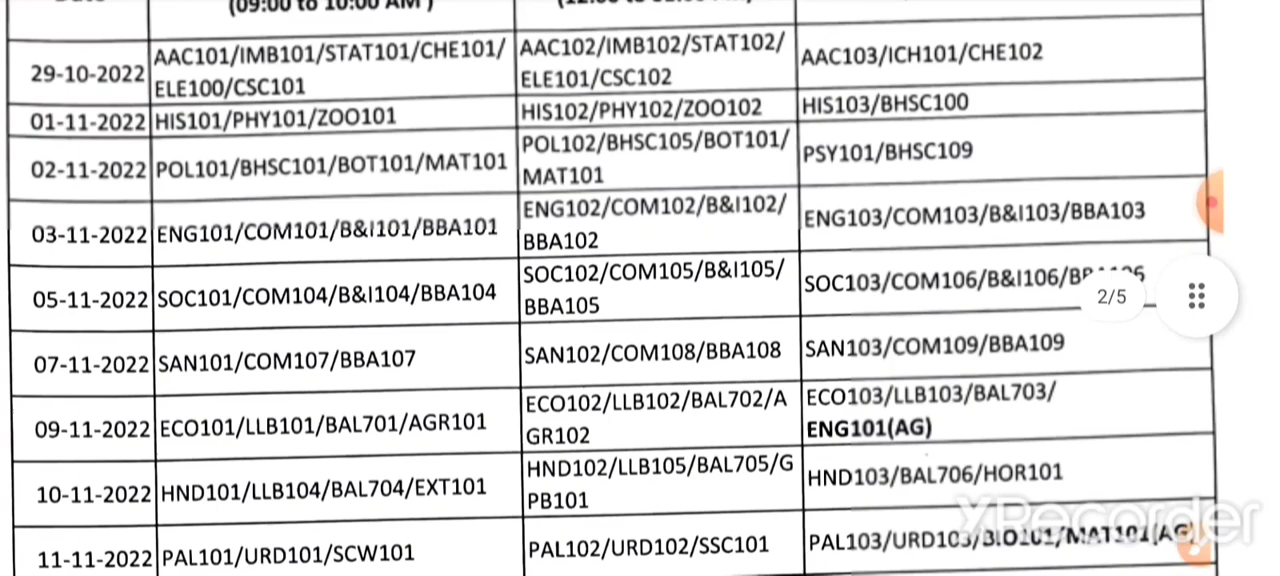 (09:00 to 10:00 AM )
29-10-2022
AAC101/IMB101/STAT101/CHE101/
ELE100/CSC101
AAC102/IMB102/STAT102/
ELE101/CSC102
AAC103/ICH101/CHE102
01-11-2022
HIS101/PHY101/ZOO101
HIS102/PHY102/ZOO102
HIS103/BHSC100
02-11-2022
POL101/BHSC101/BOT101/MAT101
POL102/BHSC105/BOT101/
MAT101
PSY101/BHSC109
03-11-2022
ENG101/COM101/B&I101/BBA101
ENG102/COM102/B&I102/
BBA102
ENG103/COM103/B&I103/BBA103
05-11-2022
SOC101/COM104/B&I104/BBA104
SOC102/COM105/B&I105/
BBA105
SOC103/COM106/B&I106/
2/5
07-11-2022
SAN101/COM107/BBA107
SAN102/COM108/BBA108
SAN103/COM109/BBA109
09-11-2022
ECO101/LLB101/BAL701/AGR101
ECO102/LLB102/BAL702/A
GR102
ECO103/LLB103/BAL703/
ENG101(AG)
10-11-2022
HND101/LLB104/BAL704/EXT101
HND102/LLB105/BAL705/G
PB101
HND103/BAL706/HOR101
11-11-2022
PAL101/URD101/SCW101
PAL102/URD102/SSC101
PAL103/URD103/BIO101/MAT101(AG)
XRecorder